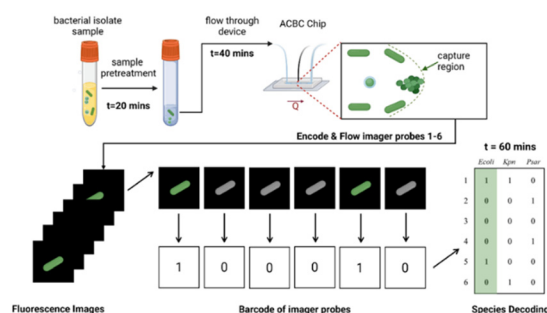 bacterial isolate
sample
sample
pretreatment
t=20 mins
flow through
device
t=40 mins
ACBC Chip
Q
capture
region
Encode & Flow imager probes 1-6
t = 60 mins
Ecoli Kpn Psar
1 1 1 0
2 0 0 1
3 0 0 0
4 0 0 1
5 1 0 0
6 0 1 0
1 0 0 0 1 0
Fluorescence Images
Barcode of imager probes
Species Decoding